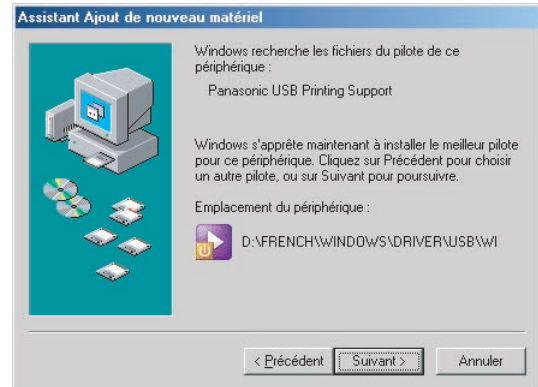 Assistant Ajout de nouveau matériel
Windows recherche les fichiers du pilote de ce
périphérique :
Panasonic USB Printing Support
Windows s'apprête maintenant à installer le meilleur pilote
pour ce périphérique. Cliquez sur Précédent pour choisir
un autre pilote, ou sur Suivant pour poursuivre.
Emplacement du périphérique :
D:\FRENCH\WINDOWS\DRIVER\USB\WI
< Précédent Suivant > Annuler